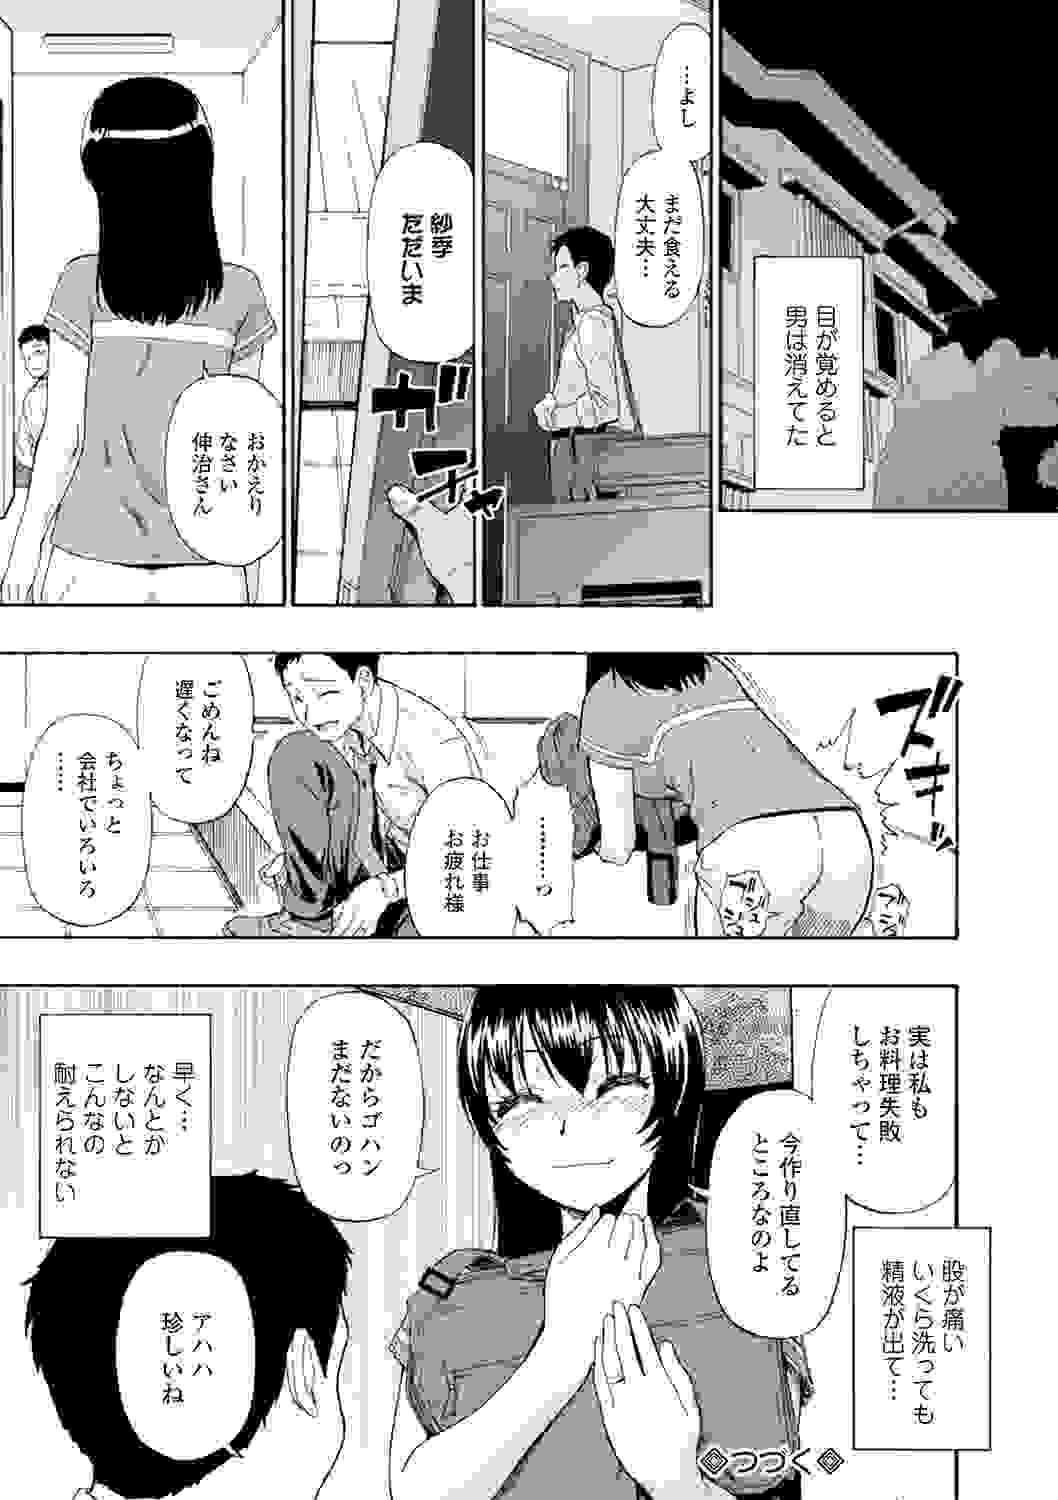 目が覚めると
男は消えてた
…まし
まだ食える
大丈夫…
紗季
ただいま
ガ
チャ
おかえり
なさい
伸治さん
ズキ
ブジュ
ブジュ
………っ
お仕事
お疲れ様
ごめんね
遅くなって
ちょっと
会社でいろいろ
……
実は私も
お料理失敗
しちゃって…
今作り直してる
ところなのよ
股が痛い
いくら洗っても
精液が出て…
だからゴハン
まだないのっ
早く…
なんとか
しないと
こんなの
耐えられない
アハハ
珍しいね
つづく